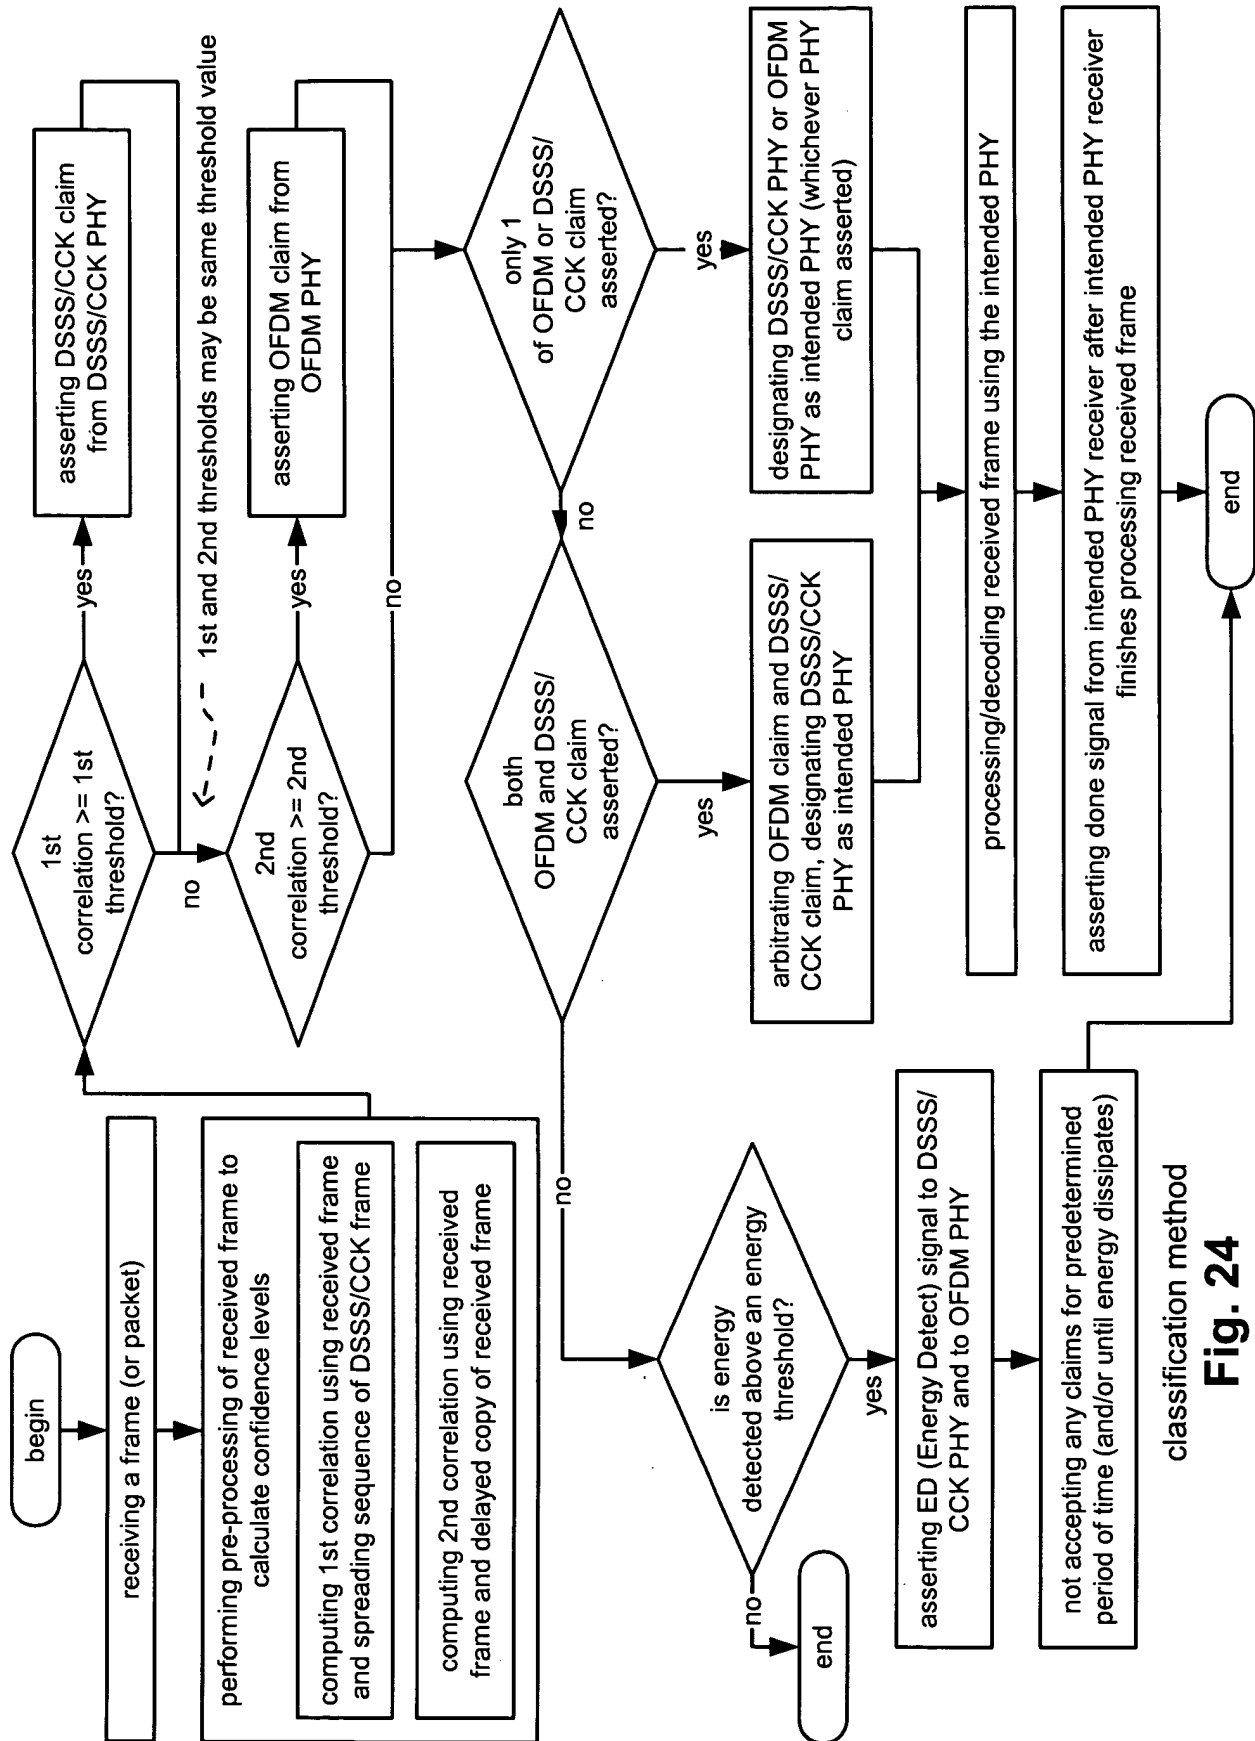 begin
receiving a frame (or packet)
performing pre-processing of received frame to
calculate confidence levels
computing 1st correlation using received frame
and spreading sequence of DSSS/CCK frame
computing 2nd correlation using received
frame and delayed copy of received frame
1st
correlation >= 1st
threshold?
yes
asserting DSSS/CCK claim
from DSSS/CCK PHY
no
1st and 2nd thresholds may be same threshold value
2nd
correlation >= 2nd
threshold?
yes
asserting OFDM claim from
OFDM PHY
no
only 1
of OFDM or DSSS/
CCK claim
asserted?
yes
designating DSSS/CCK PHY or OFDM
PHY as intended PHY (whichever PHY
claim asserted)
no
both
OFDM and DSSS/
CCK claim
asserted?
yes
arbitrating OFDM claim and DSSS/
CCK claim, designating DSSS/CCK
PHY as intended PHY
processing/decoding received frame using the intended PHY
asserting done signal from intended PHY receiver after intended PHY receiver
finishes processing received frame
end
no
is energy
detected above an energy
threshold?
no
end
yes
asserting ED (Energy Detect) signal to DSSS/
CCK PHY and to OFDM PHY
not accepting any claims for predetermined
period of time (and/or until energy dissipates)
classification method
Fig. 24